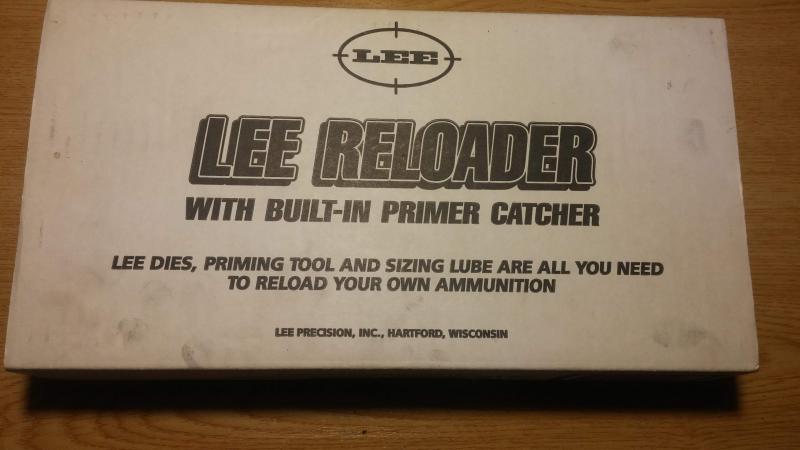 LEE
LEE RELOADER
WITH BUILT-IN PRIMER CATCHER
LEE DIES, PRIMING TOOL AND SIZING LUBE ARE ALL YOU NEED
TO RELOAD YOUR OWN AMMUNITION
LEE PRECISION, INC., HARTFORD, WISCONSIN